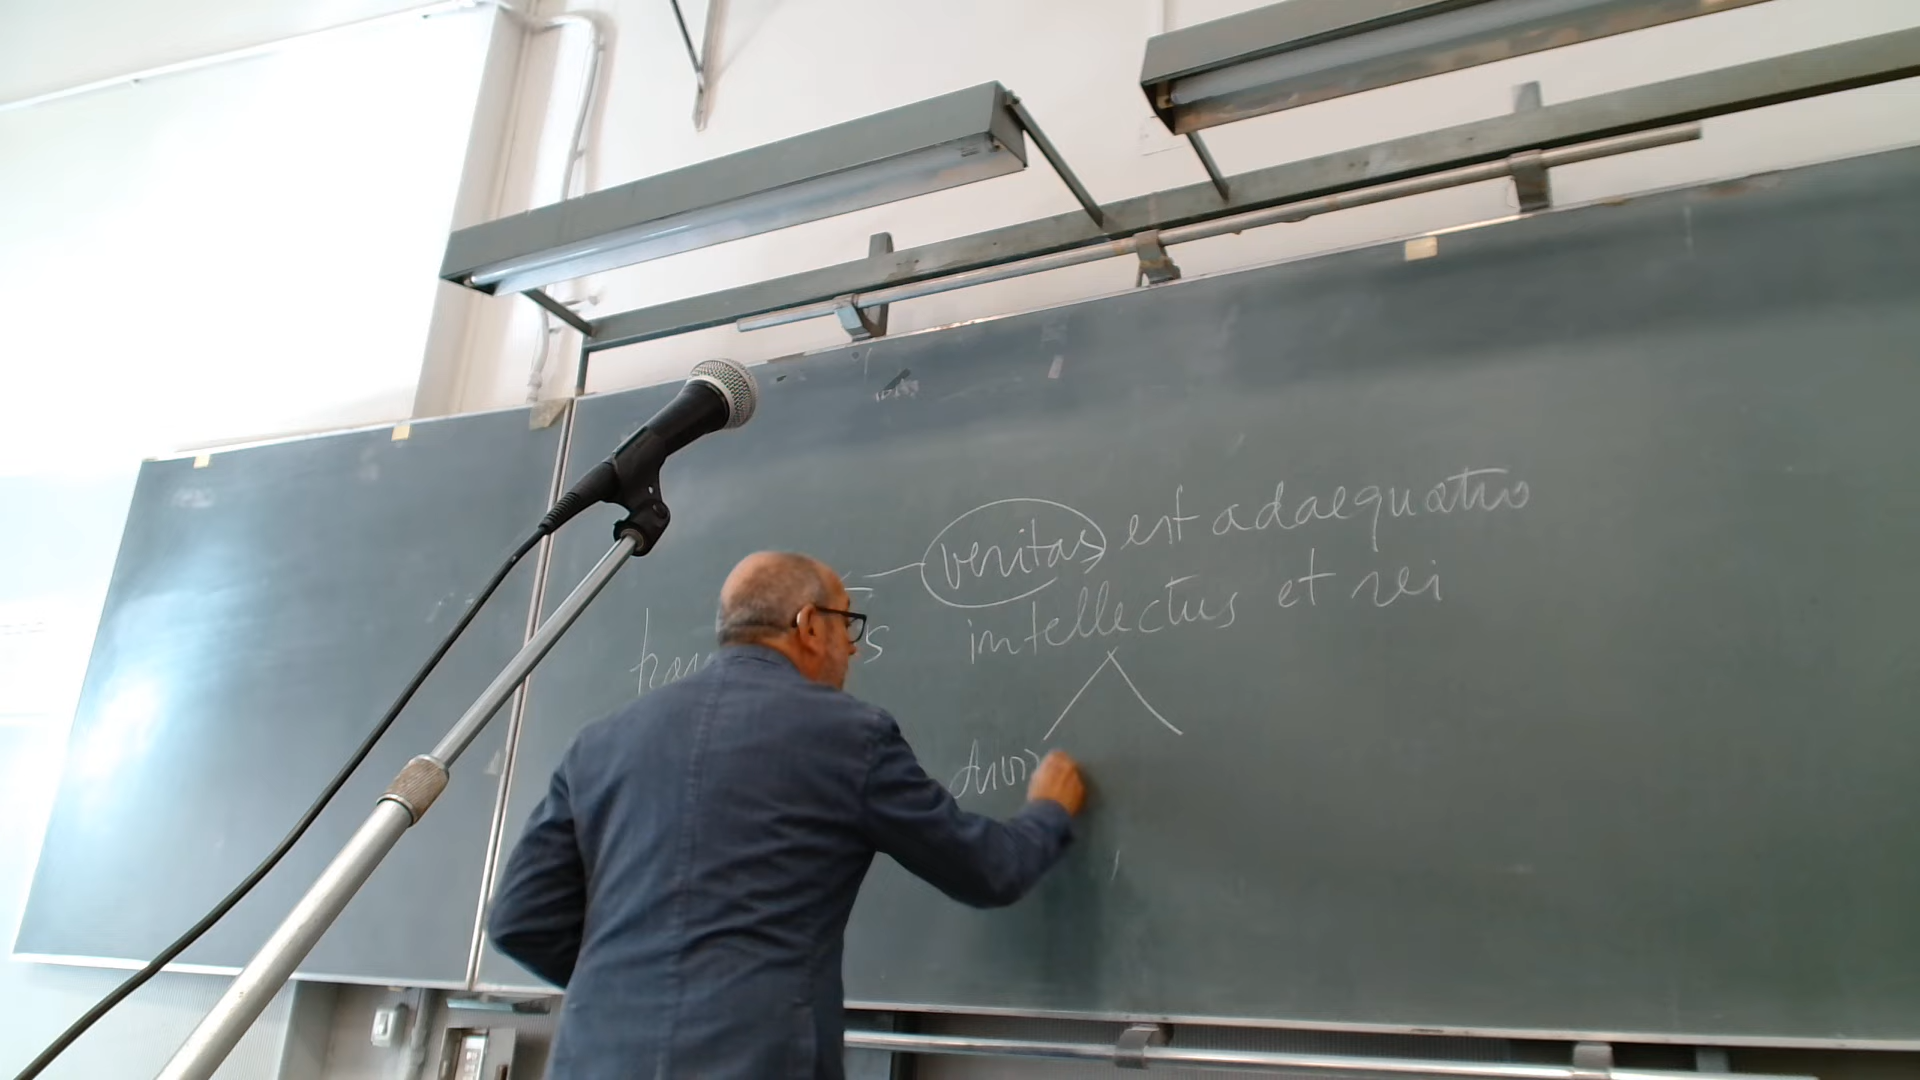 veritas est adaequatio
intellectus et rei